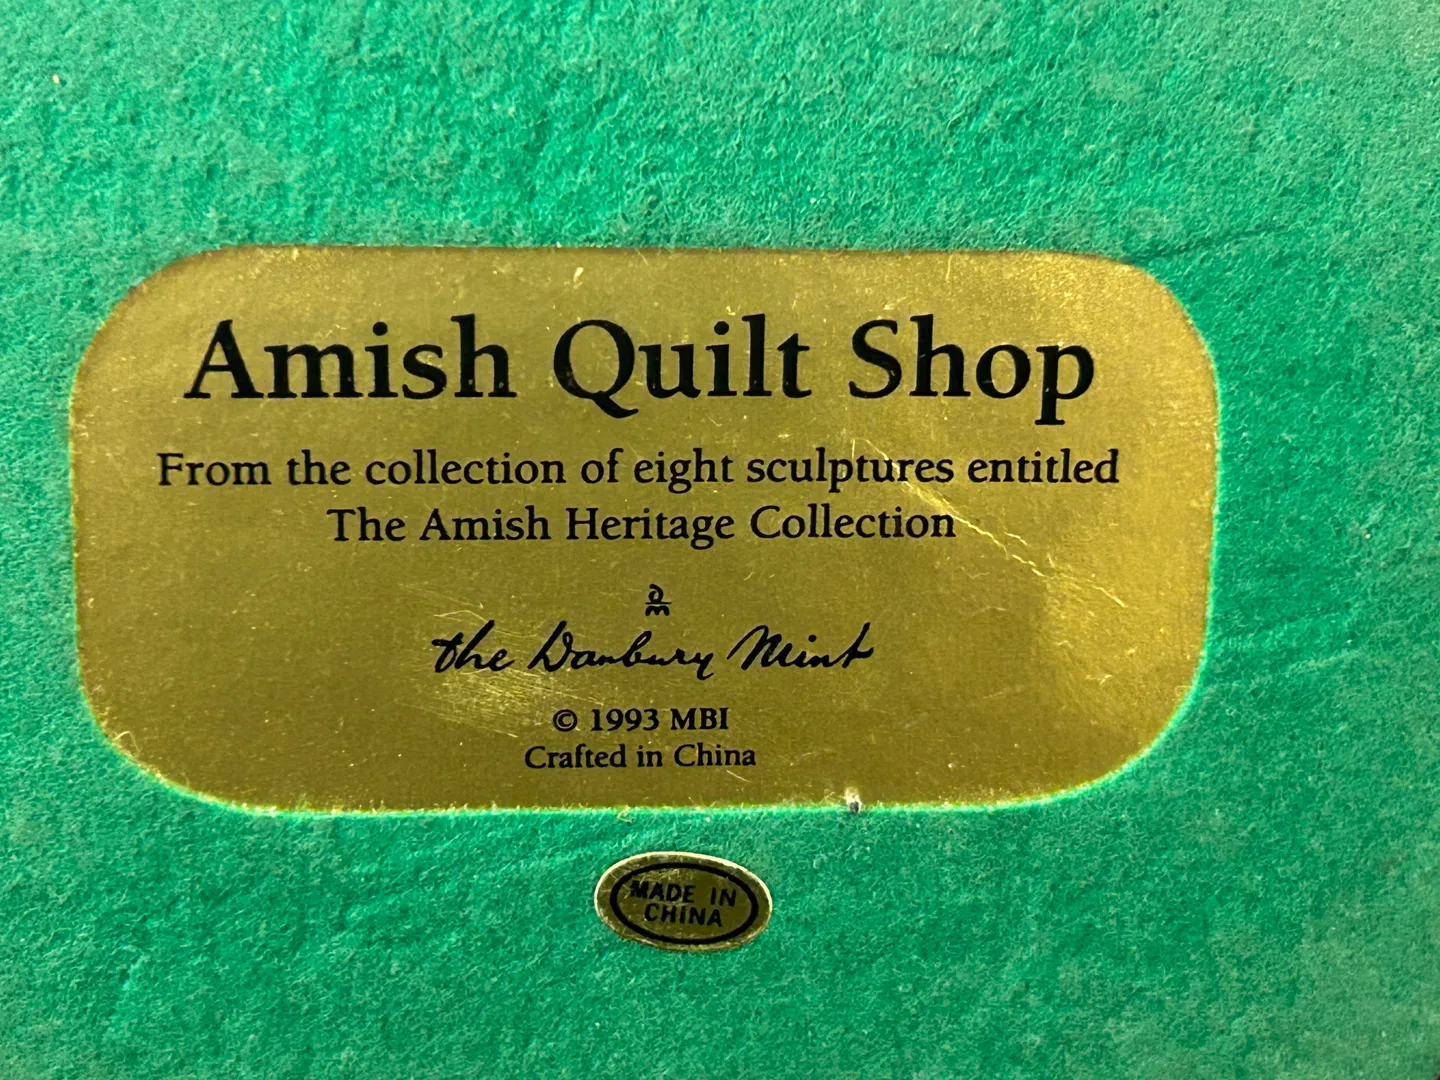 Amish Quilt Shop
From the collection of eight sculptures entitled
The Amish Heritage Collection
dm
the Danbury Mint
© 1993 MBI
Crafted in China
MADE IN
CHINA